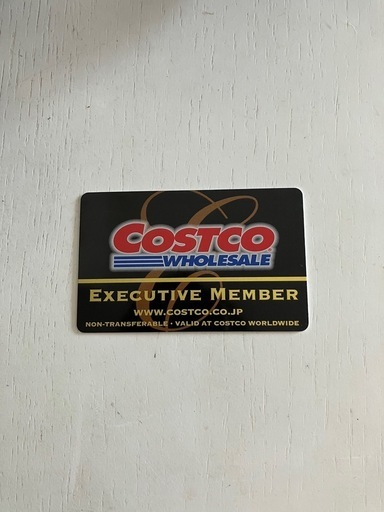 COSTCO
WHOLESALE
EXECUTIVE MEMBER
WWW.COSTCO.CO.JP
NON-TRANSFERABLE • VALID AT COSTCO WORLDWIDE